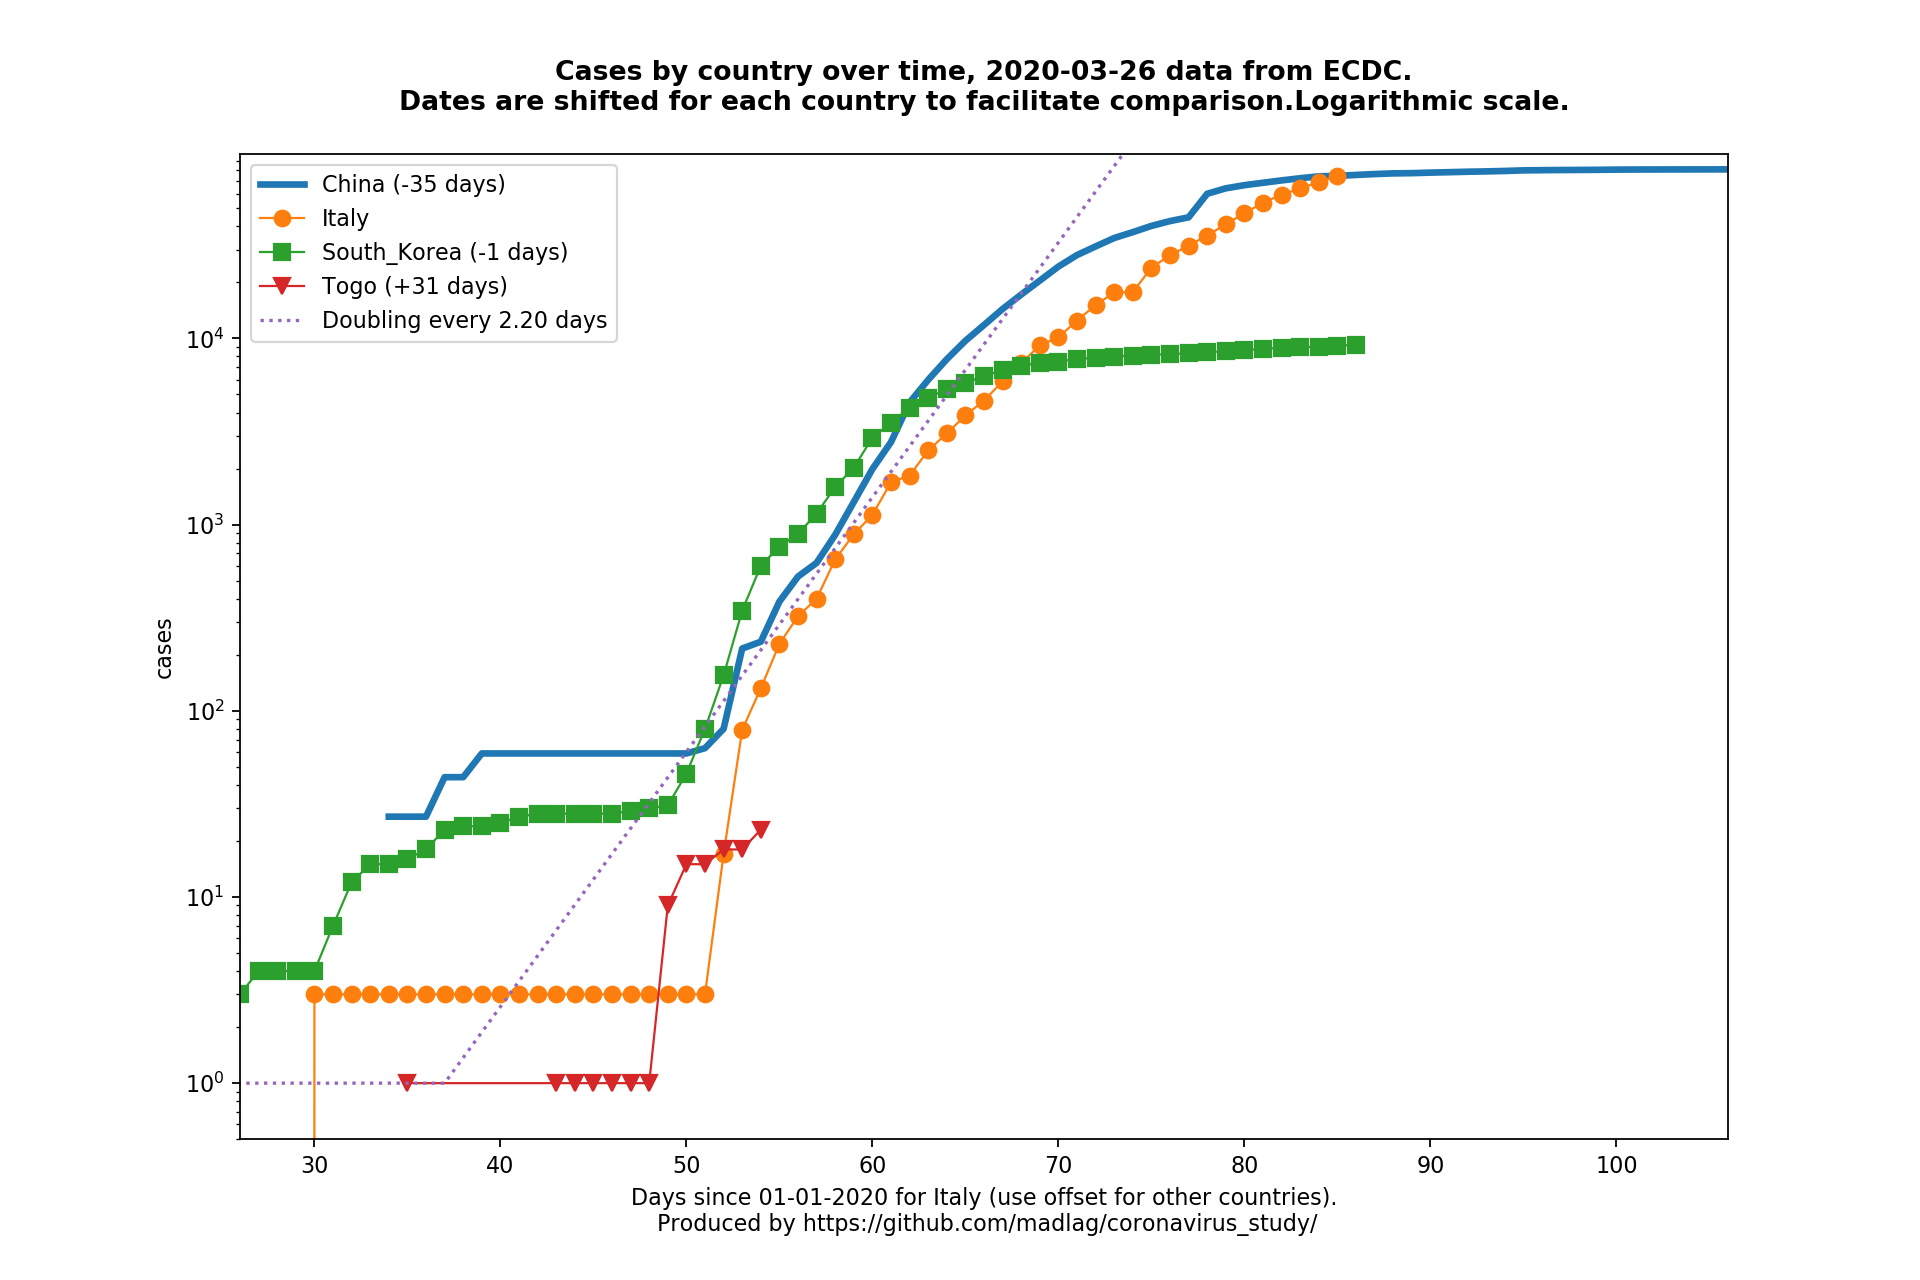 Cases by country over time, 2020-03-26 data from ECDC.
Dates are shifted for each country to facilitate comparison.Logarithmic scale.
China (-35 days)
Italy
South_Korea (-1 days)
Togo (+31 days)
Doubling every 2.20 days
cases
10⁴
10³
10²
10¹
10⁰
30 40 50 60 70 80 90 100
Days since 01-01-2020 for Italy (use offset for other countries).
Produced by https://github.com/madlag/coronavirus_study/